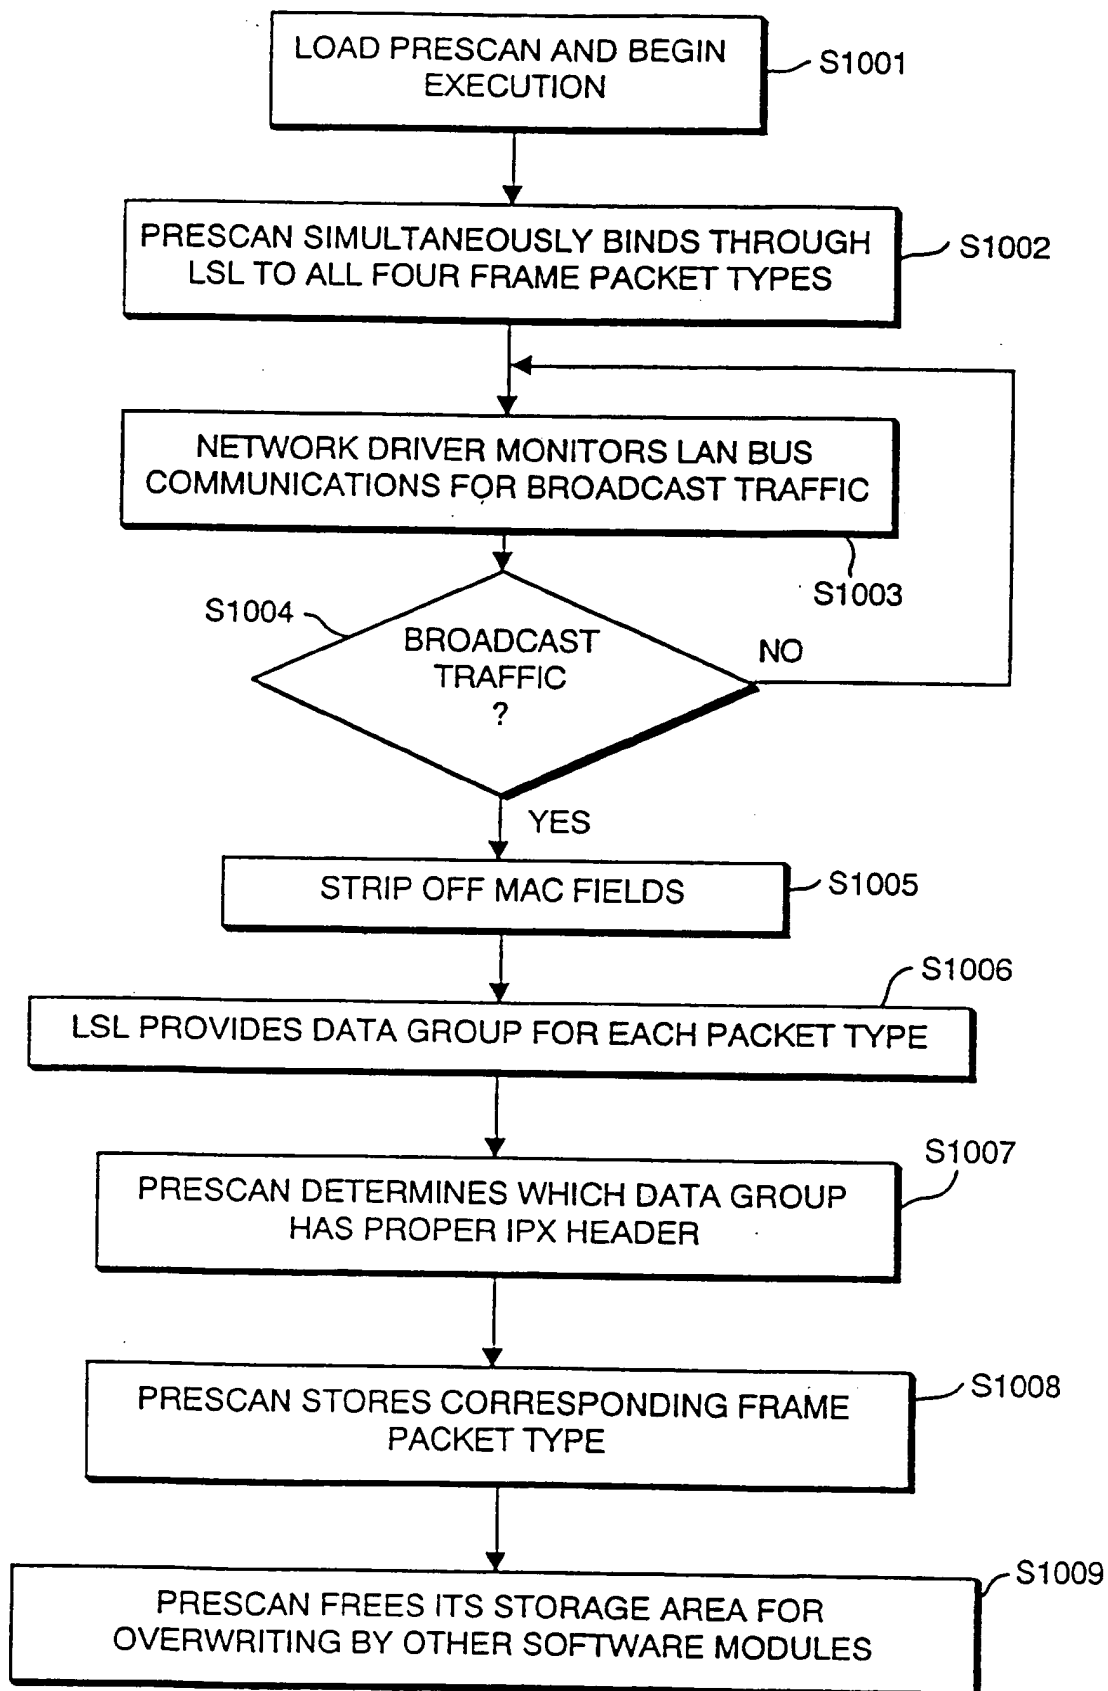 LOAD PRESCAN AND BEGIN
EXECUTION
S1001
PRESCAN SIMULTANEOUSLY BINDS THROUGH
LSL TO ALL FOUR FRAME PACKET TYPES
S1002
NETWORK DRIVER MONITORS LAN BUS
COMMUNICATIONS FOR BROADCAST TRAFFIC
S1003
S1004
BROADCAST
TRAFFIC
?
NO
YES
STRIP OFF MAC FIELDS
S1005
S1006
LSL PROVIDES DATA GROUP FOR EACH PACKET TYPE
S1007
PRESCAN DETERMINES WHICH DATA GROUP
HAS PROPER IPX HEADER
PRESCAN STORES CORRESPONDING FRAME
PACKET TYPE
S1008
PRESCAN FREES ITS STORAGE AREA FOR
OVERWRITING BY OTHER SOFTWARE MODULES
S1009